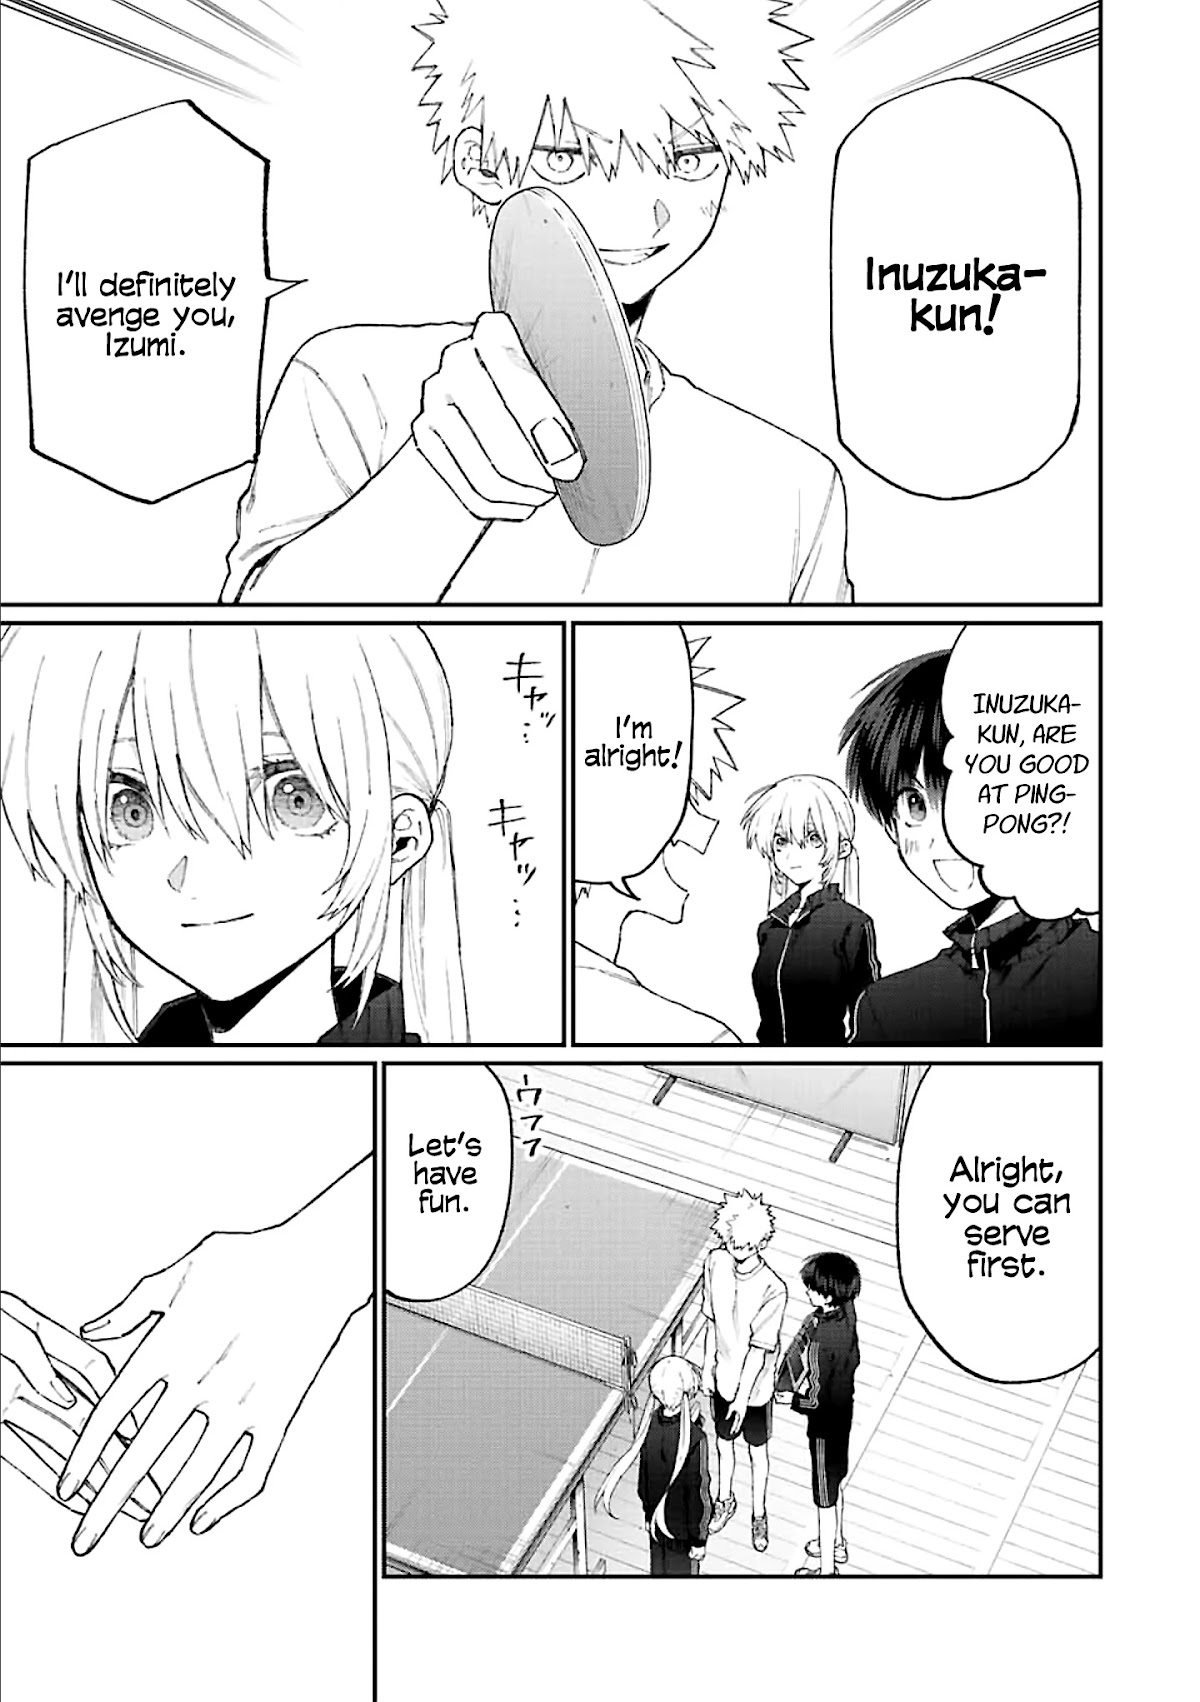 Inuzuka-
kun!
I'll definitely
avenge you,
Izumi.
INUZUKA-
KUN, ARE
YOU GOOD
AT PING-
PONG?!
I'm
alright!
キャッ…
キャッ…
Alright,
you can
serve
first.
ウフフ
Let's
have
fun.